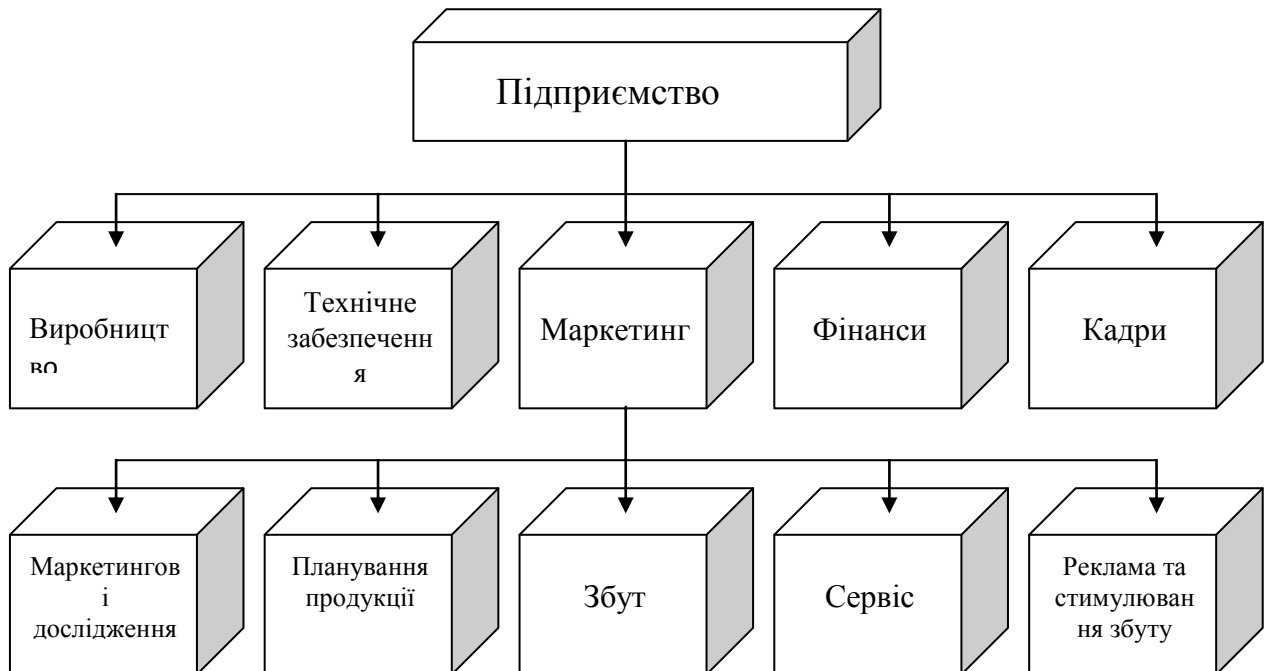 Підприємство
Виробницт
во
Технічне
забезпеченн
я
Маркетинг
Фінанси
Кадри
Маркетингов
і
дослідження
Планування
продукції
Збут
Сервіс
Реклама та
стимулюван
ня збуту